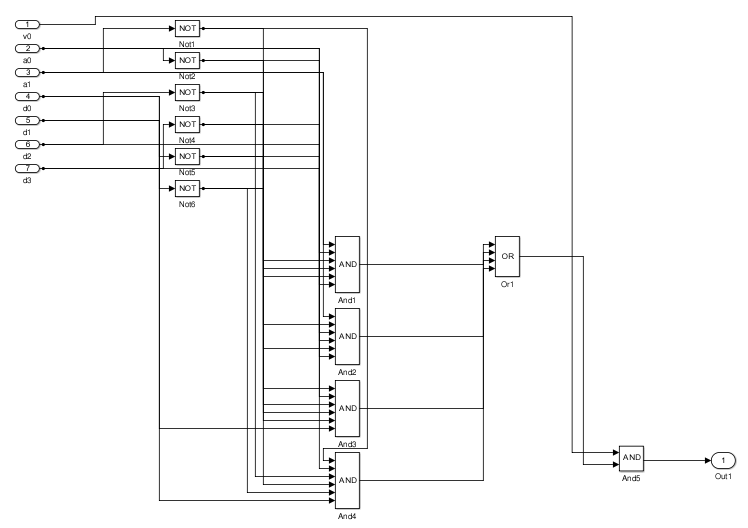 1
v0
2
a0
3
a1
4
d0
5
d1
6
d2
7
d3
NOT
Not1
NOT
Not2
NOT
Not3
NOT
Not4
NOT
Not5
NOT
Not6
AND
And1
AND
And2
AND
And3
AND
And4
OR
Or1
AND
And5
1
Out1